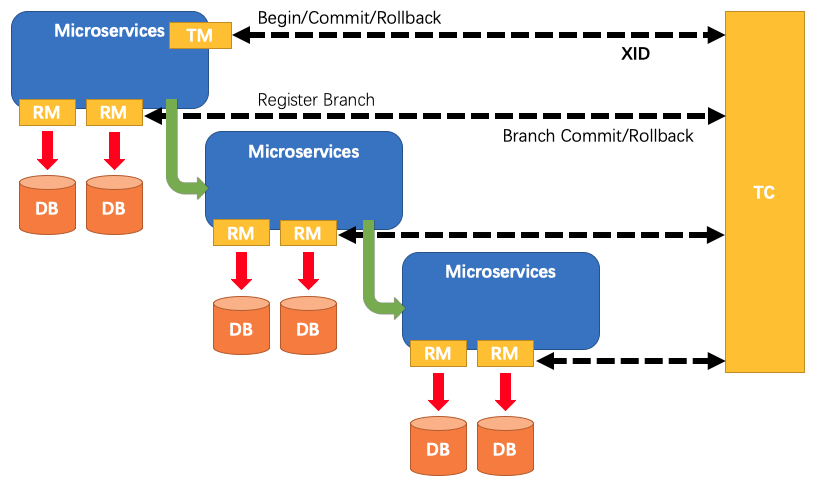 Begin/Commit/Rollback
Microservices
TM
XID
RM
RM
Register Branch
Branch Commit/Rollback
Microservices
TC
DB
DB
RM
RM
Microservices
DB
DB
RM
RM
DB
DB